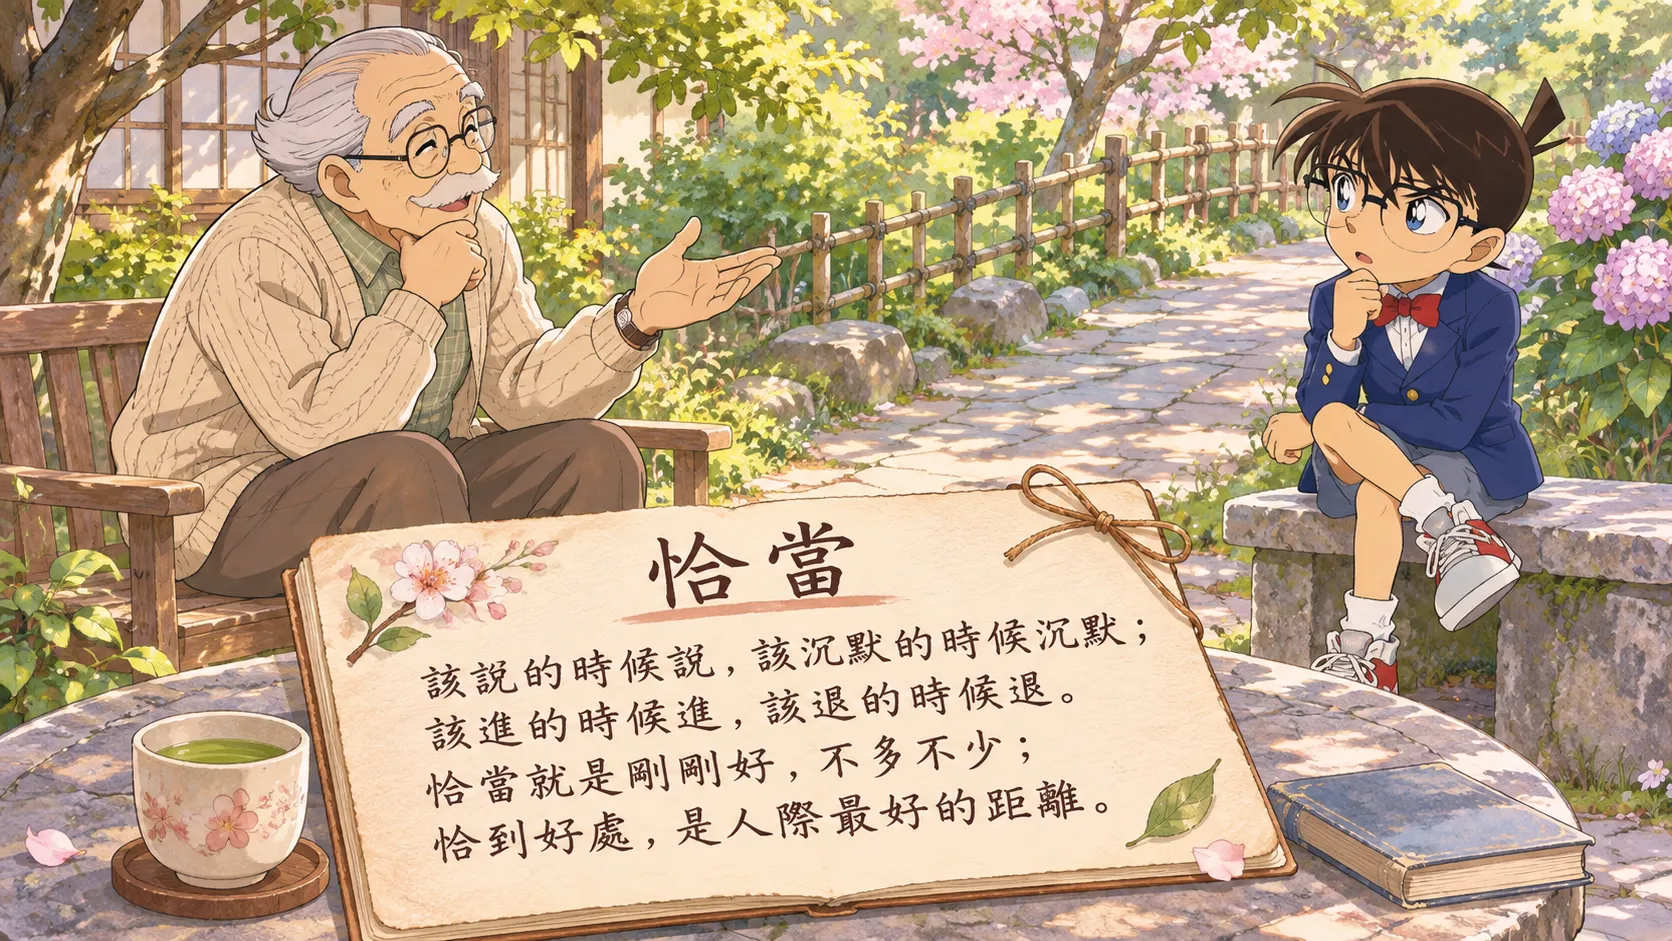 恰當
該說的時候說，該沉默的時候沉默；
該進的時候進，該退的時候退。
恰當就是剛剛好，不多不少；
恰到好處，是人際最好的距離。